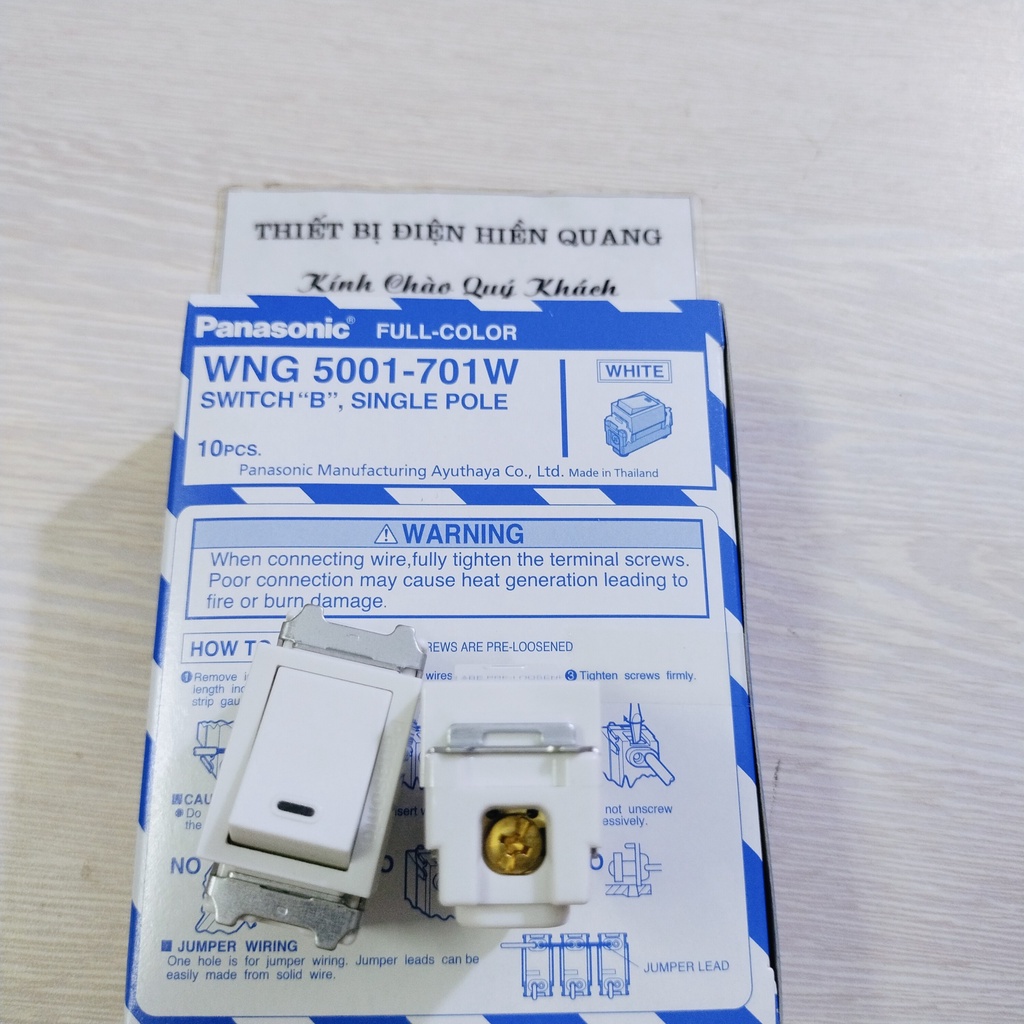 THIẾT BỊ ĐIỆN HIỀN QUANG
Kính Chào Quý Khách
Panasonic® FULL-COLOR
WNG 5001-701W
WHITE
SWITCH “B”, SINGLE POLE
10PCS.
Panasonic Manufacturing Ayuthaya Co., Ltd. Made in Thailand
⚠WARNING
When connecting wire,fully tighten the terminal screws.
Poor connection may cause heat generation leading to
fire or burn damage.
HOW TO
ARE PRE-LOOSENED
1 Remove
wires
3 Tighten screws firmly.
length
strip
Do
the
not unscrew
NO
JUMPER WIRING
One hole is for jumper wiring. Jumper leads can be
easily made from solid wire.
JUMPER LEAD